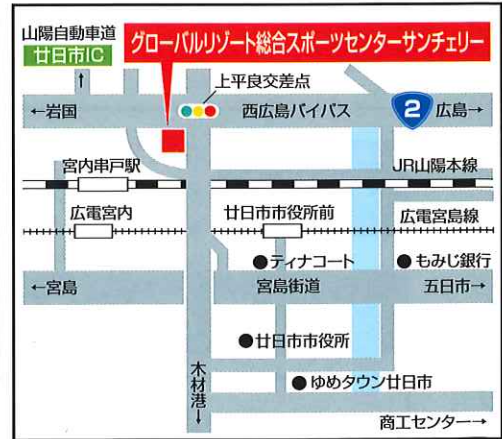 山陽自動車道
廿日市IC
グローバルリゾート総合スポーツセンターサンチェリー
上平良交差点
←岩国
西広島バイパス
2
広島→
宮内串戸駅
JR山陽本線
広電宮内
廿日市市役所前
広電宮島線
●ティナコート
●もみじ銀行
←宮島
宮島街道
五日市→
●廿日市市役所
木材港→
●ゆめタウン廿日市
商工センター→